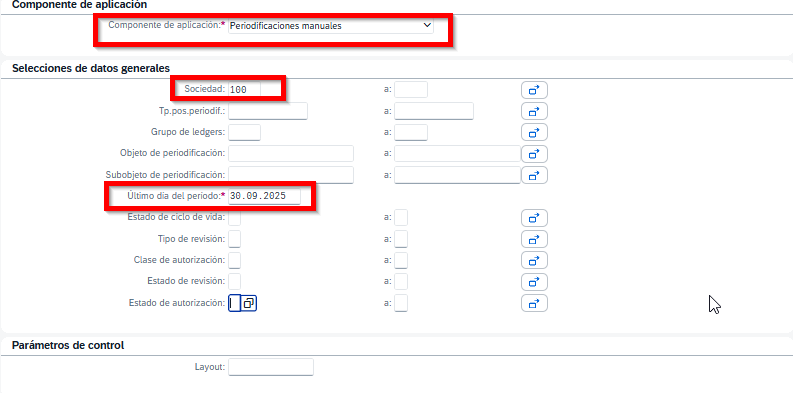 Componente de aplicación
Componente de aplicación:* Periodificaciones manuales
Selecciones de datos generales
Sociedad: 100 a:
Tp.pos.periodif.: a:
Grupo de ledgers: a:
Objeto de periodificación: a:
Subobjeto de periodificación: a:
Último día del período:* 30.09.2025
Estado de ciclo de vida: a:
Tipo de revisión: a:
Clase de autorización: a:
Estado de revisión: a:
Estado de autorización: a:
Parámetros de control
Layout: